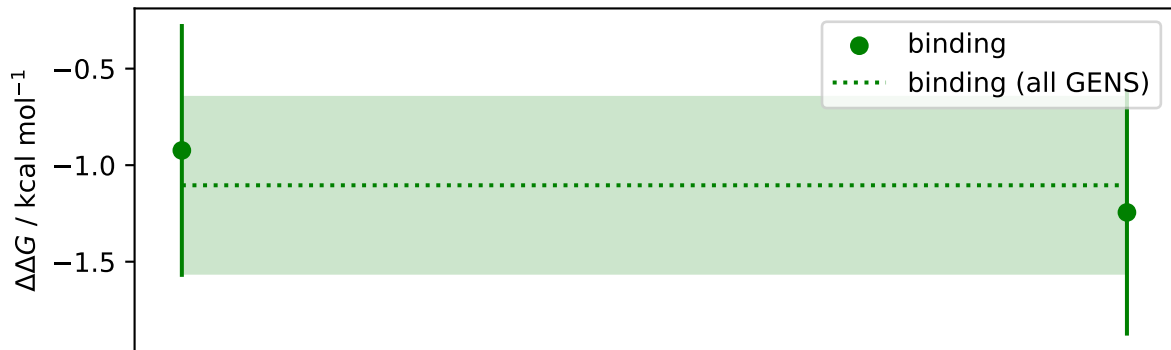 binding
binding (all GENS)
−0.5
−1.0
−1.5
ΔΔG / kcal mol⁻¹